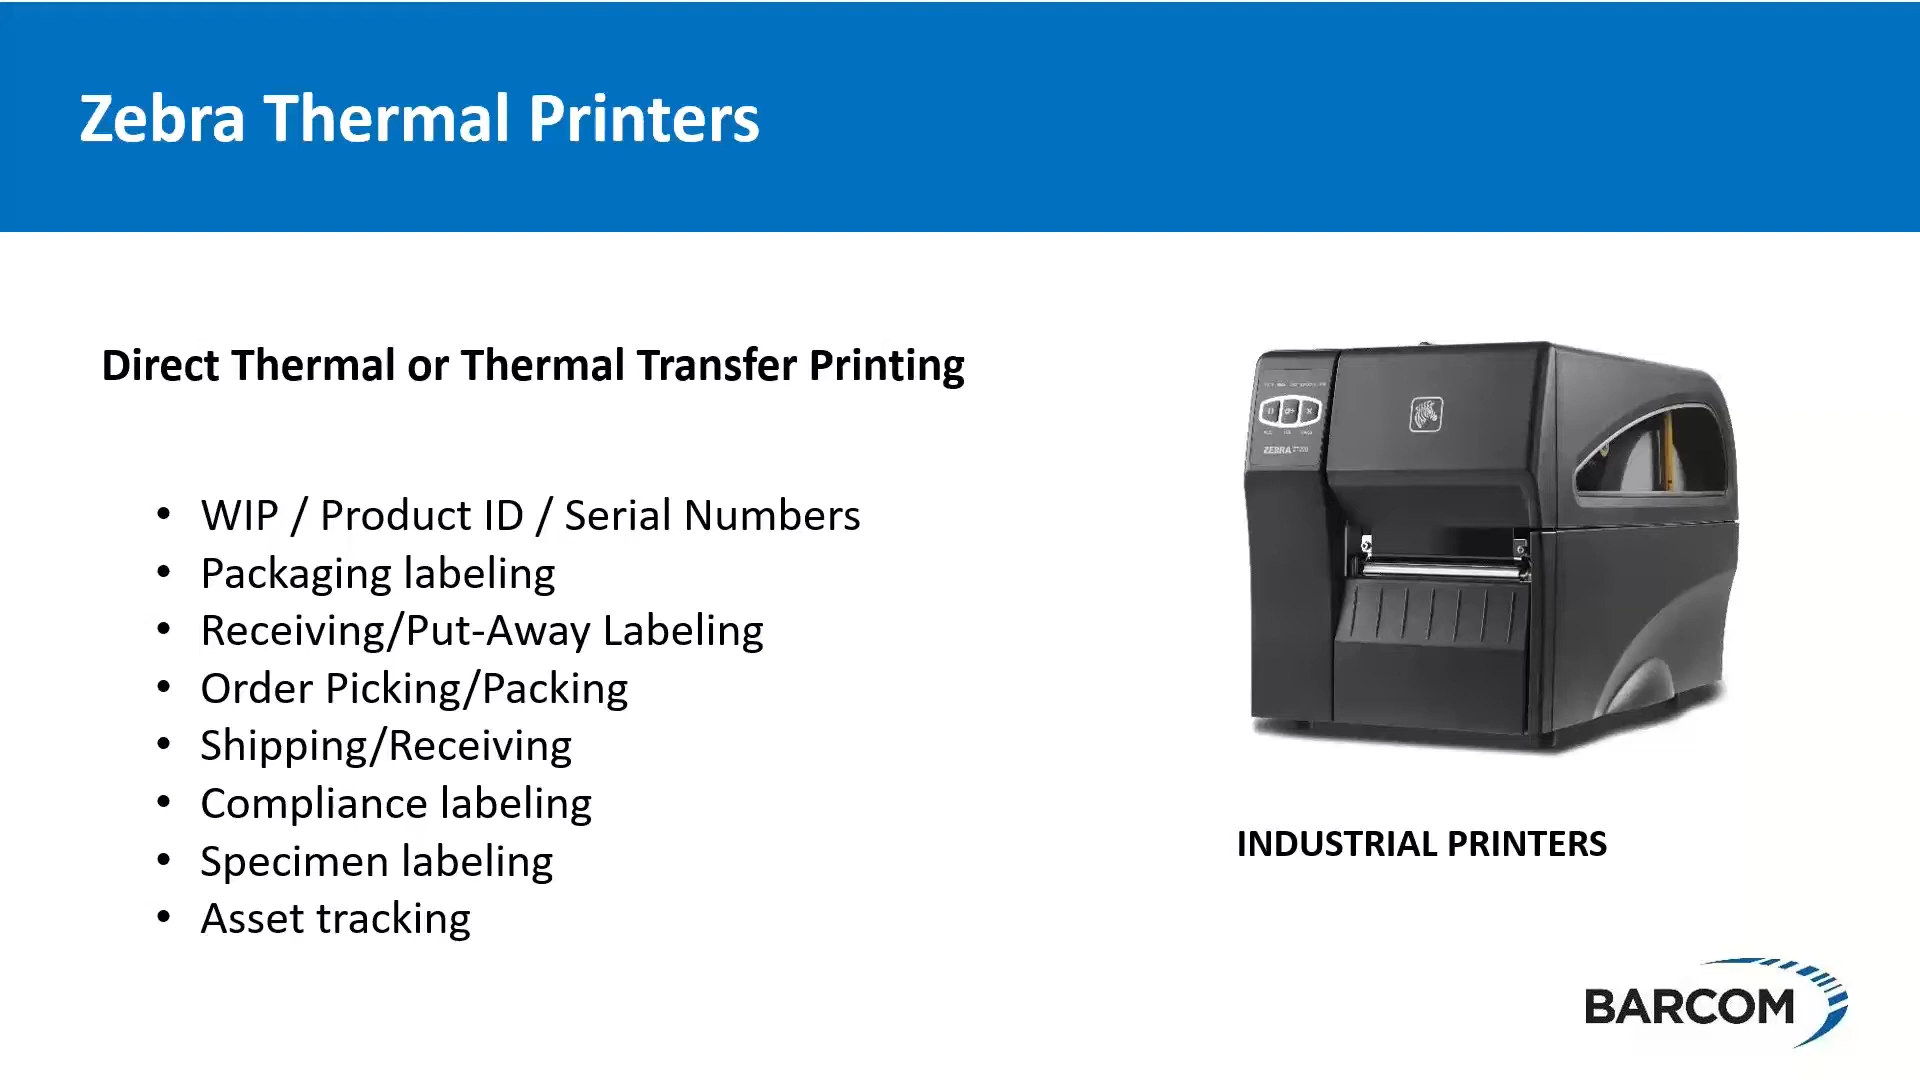 Zebra Thermal Printers
Direct Thermal or Thermal Transfer Printing
• WIP / Product ID / Serial Numbers
• Packaging labeling
• Receiving/Put-Away Labeling
• Order Picking/Packing
• Shipping/Receiving
• Compliance labeling
• Specimen labeling
• Asset tracking
ZEBRA
INDUSTRIAL PRINTERS
BARCOM